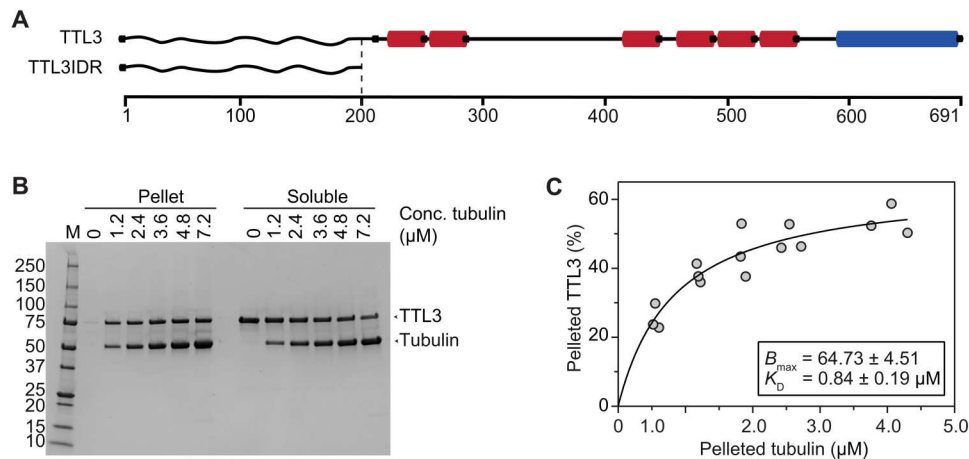 A
TTL3
TTL3IDR
1 100 200 300 400 500 600 691
B
Pellet Soluble
M 0 1.2 2.4 3.6 4.8 7.2 0 1.2 2.4 3.6 4.8 7.2 Conc. tubulin
(µM)
250
150
100
75 TTL3
50 Tubulin
37
25
20
15
10
C
Pelleted TTL3 (%)
60
40
20
0
B max = 64.73 ± 4.51
K D = 0.84 ± 0.19 µM
0 1.0 2.0 3.0 4.0 5.0
Pelleted tubulin (µM)